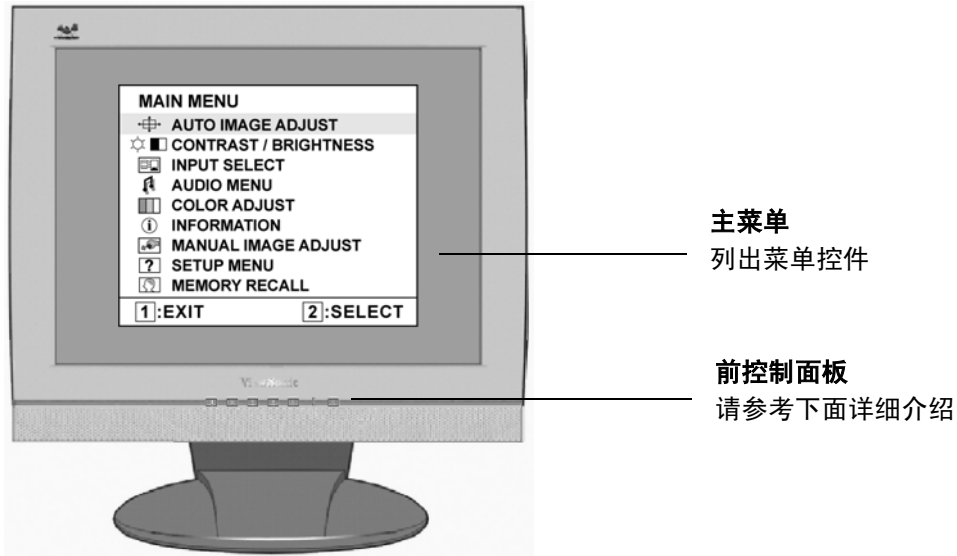 MAIN MENU
AUTO IMAGE ADJUST
CONTRAST / BRIGHTNESS
INPUT SELECT
AUDIO MENU
COLOR ADJUST
INFORMATION
MANUAL IMAGE ADJUST
SETUP MENU
MEMORY RECALL
1:EXIT 2:SELECT
主菜单
列出菜单控件
ViewSonic
前控制面板
请参考下面详细介绍